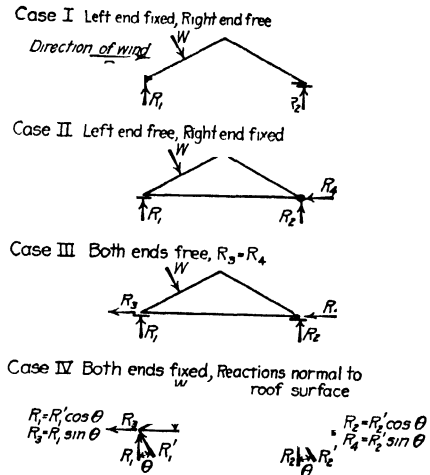 Case I Left end fixed, Right end free
W
Direction of wind
R₁
R₂
Case II Left end free, Right end fixed
W
R₄
R₁
R₂
Case III Both ends free, R₃=R₄
W
R₃
R₁
R₂
Case IV Both ends fixed, Reactions normal to
W
roof surface
R₁=R₁'cos θ
R₃=R₁ sin θ
R₃
R₁
R₁'
θ
R₂
R₂'
θ
R₂=R₂'cos θ
R₄=R₂' sin θ